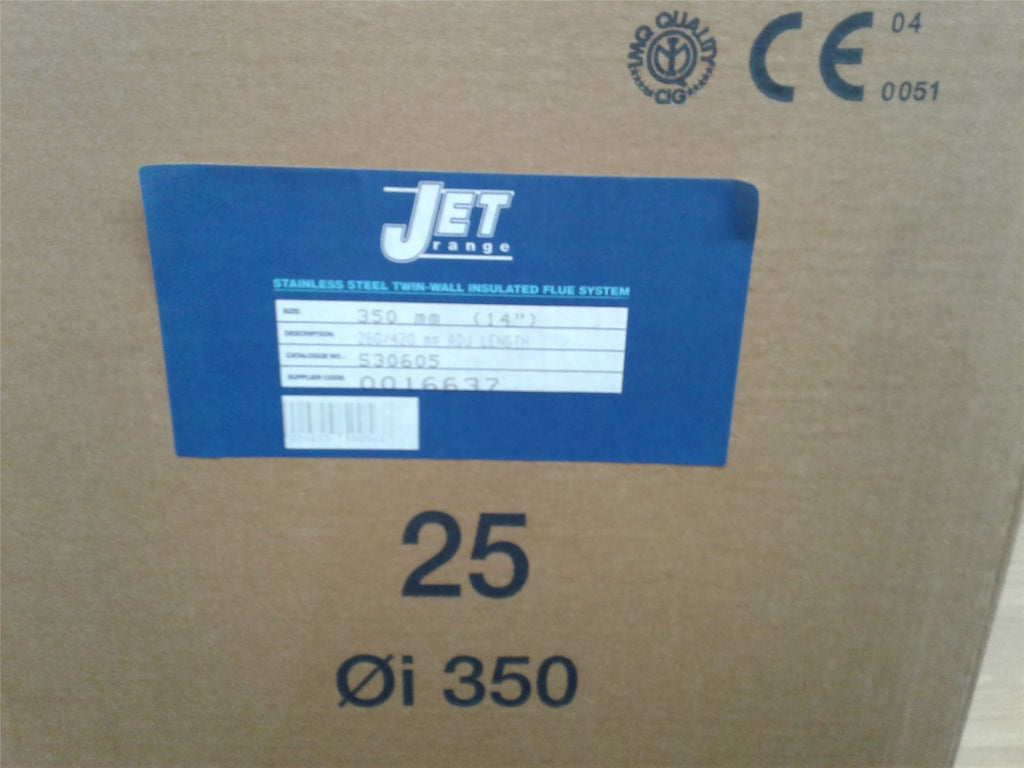 IMQ QUALITY
CIG
CE 04
0051
JET
range
STAINLESS STEEL TWIN-WALL INSULATED FLUE SYSTEM
SIZE: 350 mm (14")
DESCRIPTION: 260/420 mm ADJ LENGTH
CATALOGUE NO.: S30605
SUPPLIER CODE: 0016637
25
Øi 350